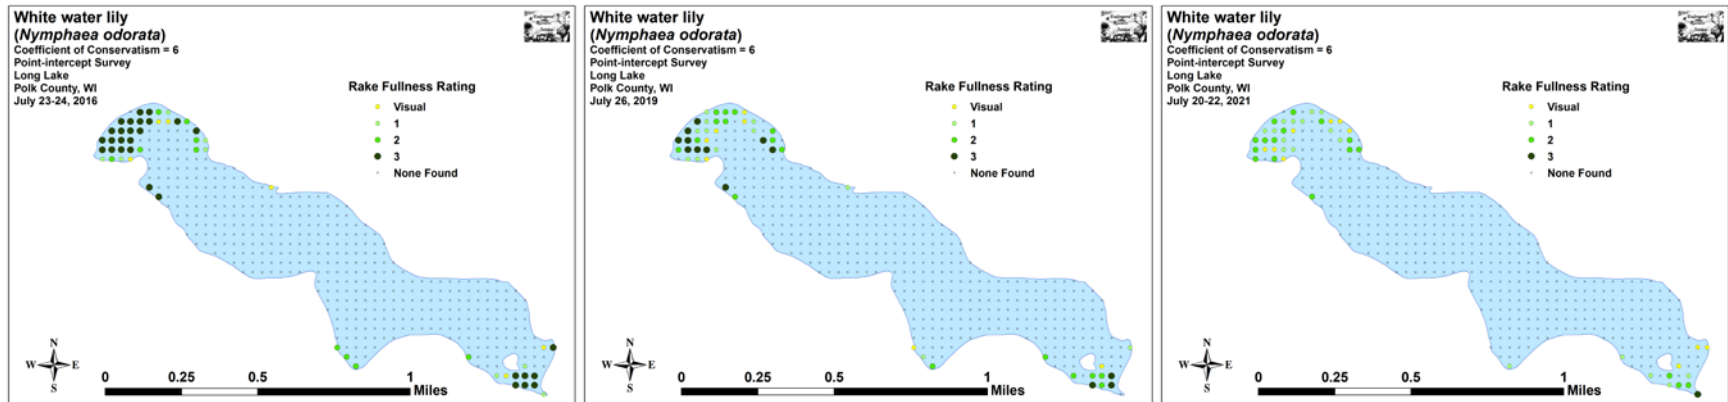 White water lily
(Nymphaea odorata)
Coefficient of Conservatism = 6
Point-intercept Survey
Long Lake
Polk County, WI
July 23-24, 2016
Rake Fullness Rating
Visual
1
2
3
None Found
N
W E
S
0 0.25 0.5 1
Miles
White water lily
(Nymphaea odorata)
Coefficient of Conservatism = 6
Point-intercept Survey
Long Lake
Polk County, WI
July 26, 2019
Rake Fullness Rating
Visual
1
2
3
None Found
N
W E
S
0 0.25 0.5 1
Miles
White water lily
(Nymphaea odorata)
Coefficient of Conservatism = 6
Point-intercept Survey
Long Lake
Polk County, WI
July 20-22, 2021
Rake Fullness Rating
Visual
1
2
3
None Found
N
W E
S
0 0.25 0.5 1
Miles